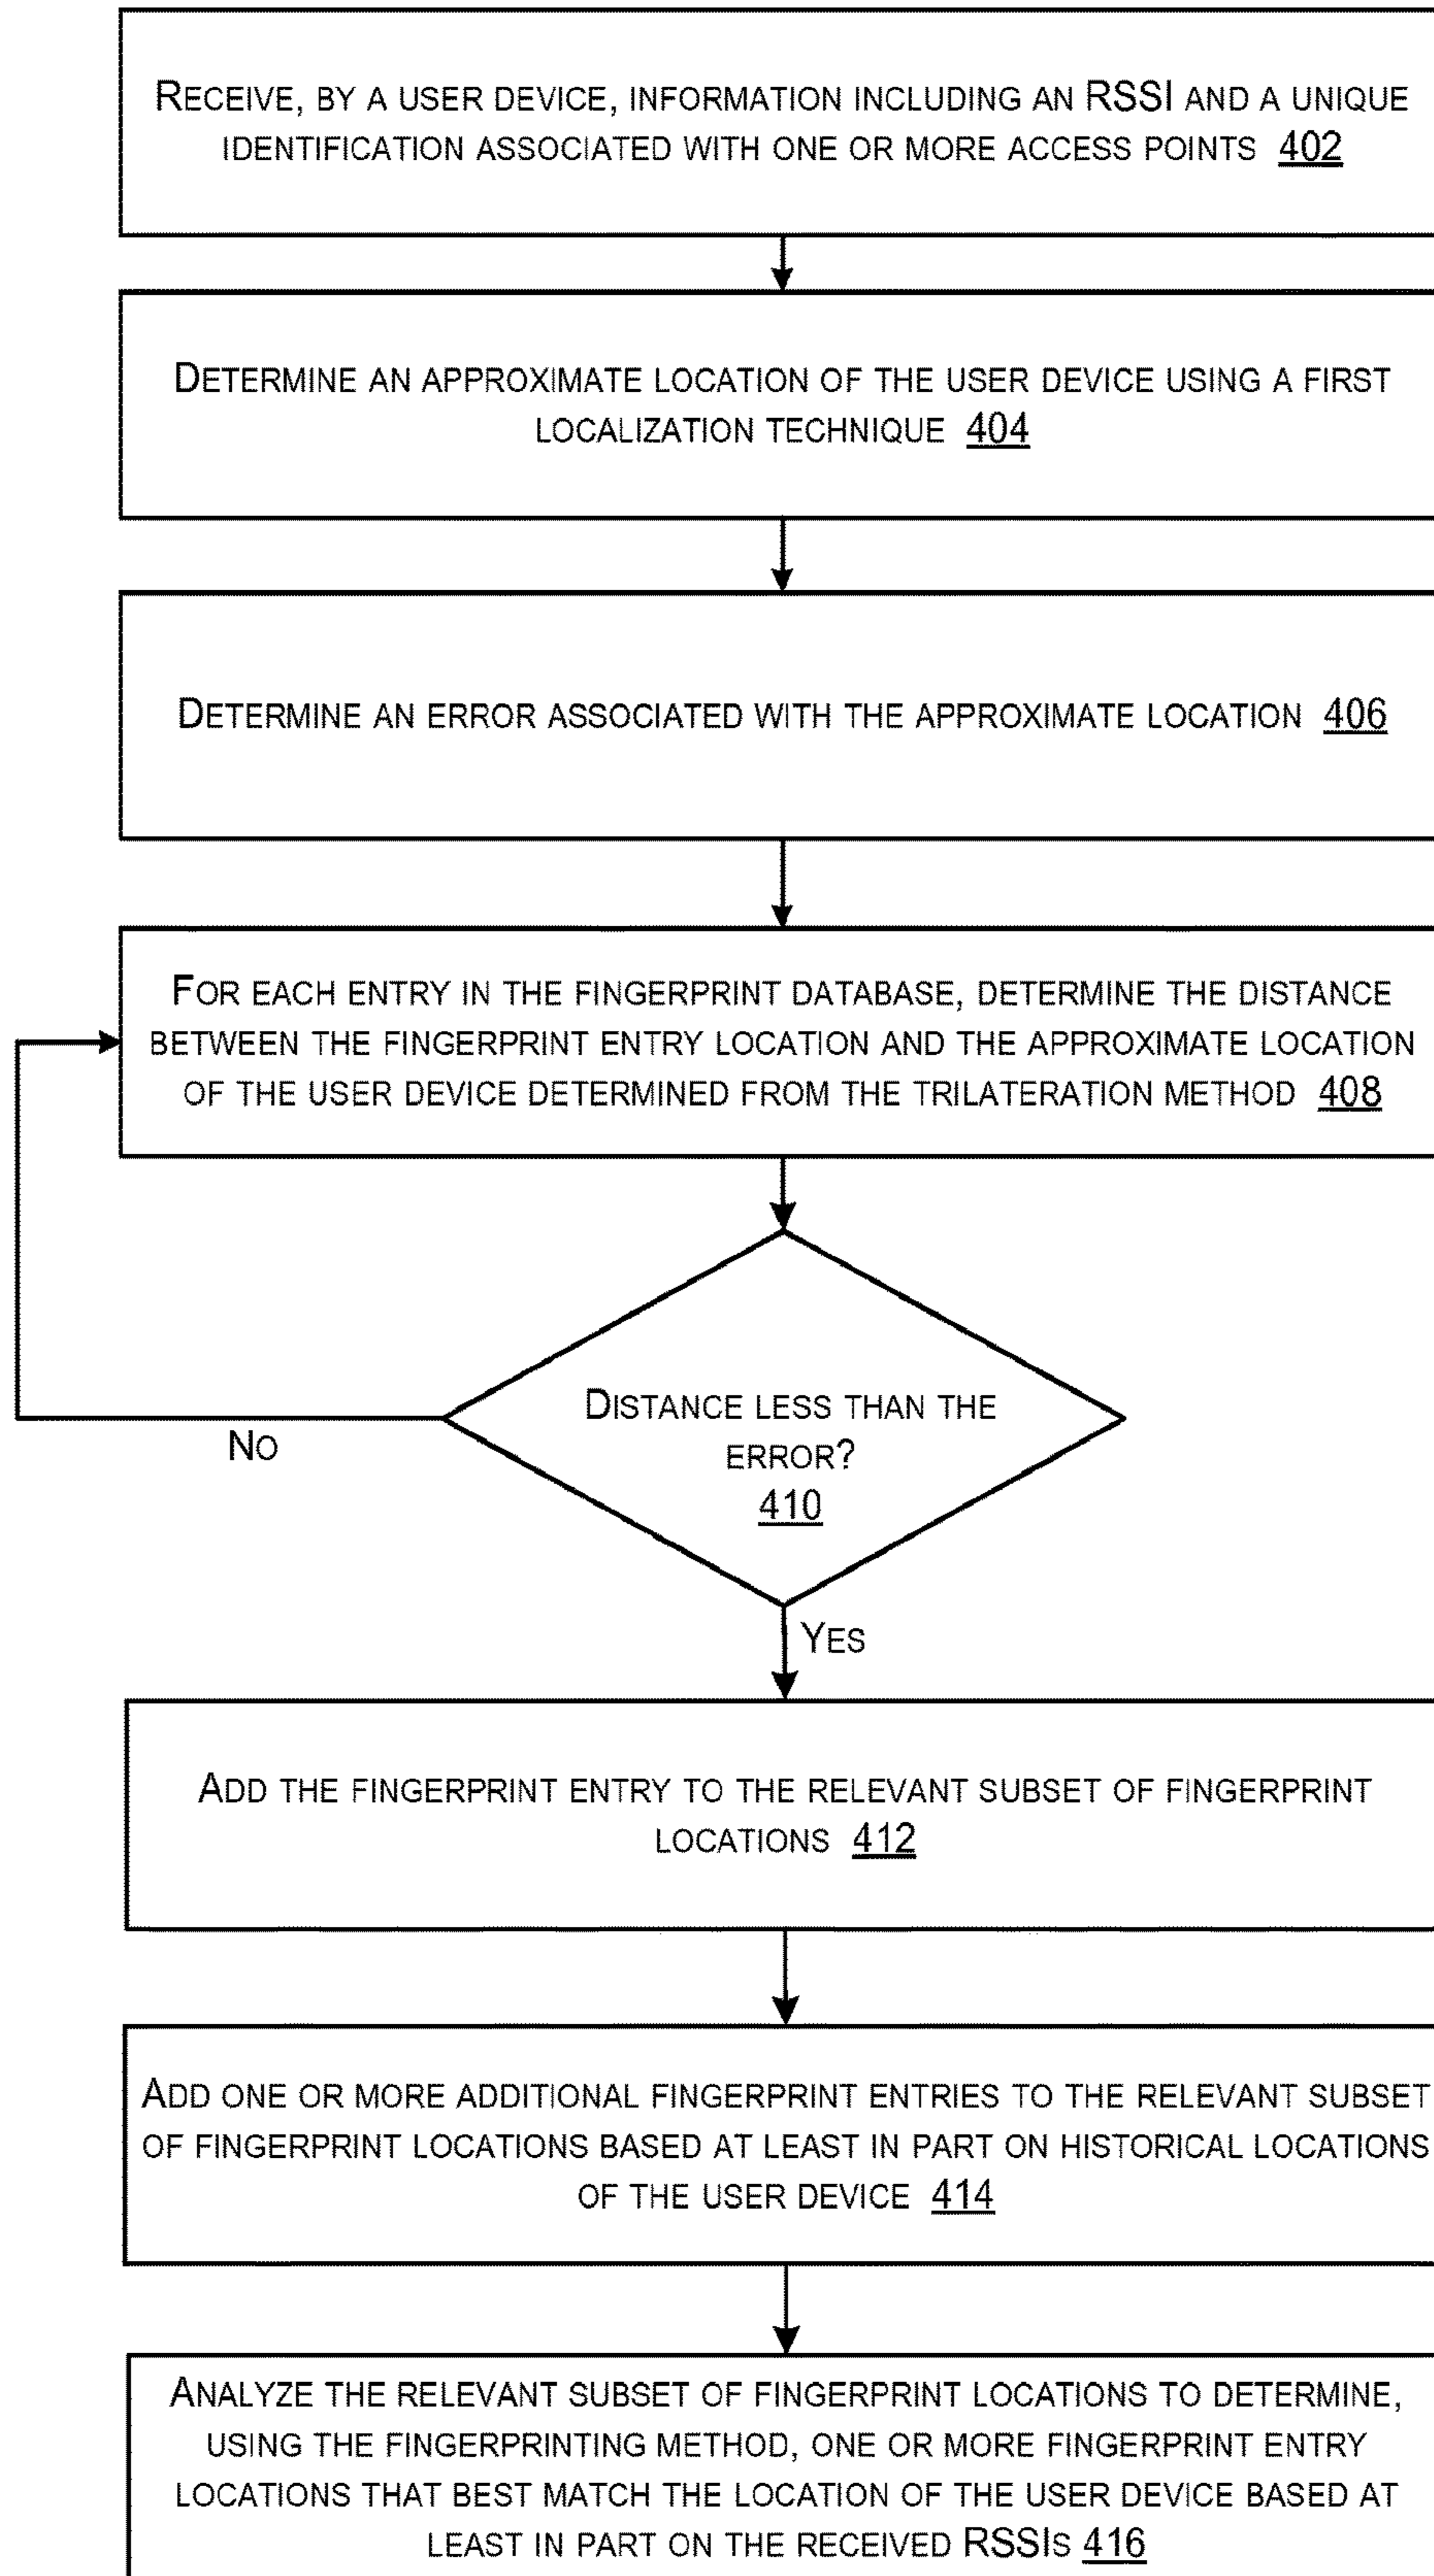 RECEIVE, BY A USER DEVICE, INFORMATION INCLUDING AN RSSI AND A UNIQUE
IDENTIFICATION ASSOCIATED WITH ONE OR MORE ACCESS POINTS 402
DETERMINE AN APPROXIMATE LOCATION OF THE USER DEVICE USING A FIRST
LOCALIZATION TECHNIQUE 404
DETERMINE AN ERROR ASSOCIATED WITH THE APPROXIMATE LOCATION 406
FOR EACH ENTRY IN THE FINGERPRINT DATABASE, DETERMINE THE DISTANCE
BETWEEN THE FINGERPRINT ENTRY LOCATION AND THE APPROXIMATE LOCATION
OF THE USER DEVICE DETERMINED FROM THE TRILATERATION METHOD 408
DISTANCE LESS THAN THE
ERROR?
410
NO
YES
ADD THE FINGERPRINT ENTRY TO THE RELEVANT SUBSET OF FINGERPRINT
LOCATIONS 412
ADD ONE OR MORE ADDITIONAL FINGERPRINT ENTRIES TO THE RELEVANT SUBSET
OF FINGERPRINT LOCATIONS BASED AT LEAST IN PART ON HISTORICAL LOCATIONS
OF THE USER DEVICE 414
ANALYZE THE RELEVANT SUBSET OF FINGERPRINT LOCATIONS TO DETERMINE,
USING THE FINGERPRINTING METHOD, ONE OR MORE FINGERPRINT ENTRY
LOCATIONS THAT BEST MATCH THE LOCATION OF THE USER DEVICE BASED AT
LEAST IN PART ON THE RECEIVED RSSIS 416